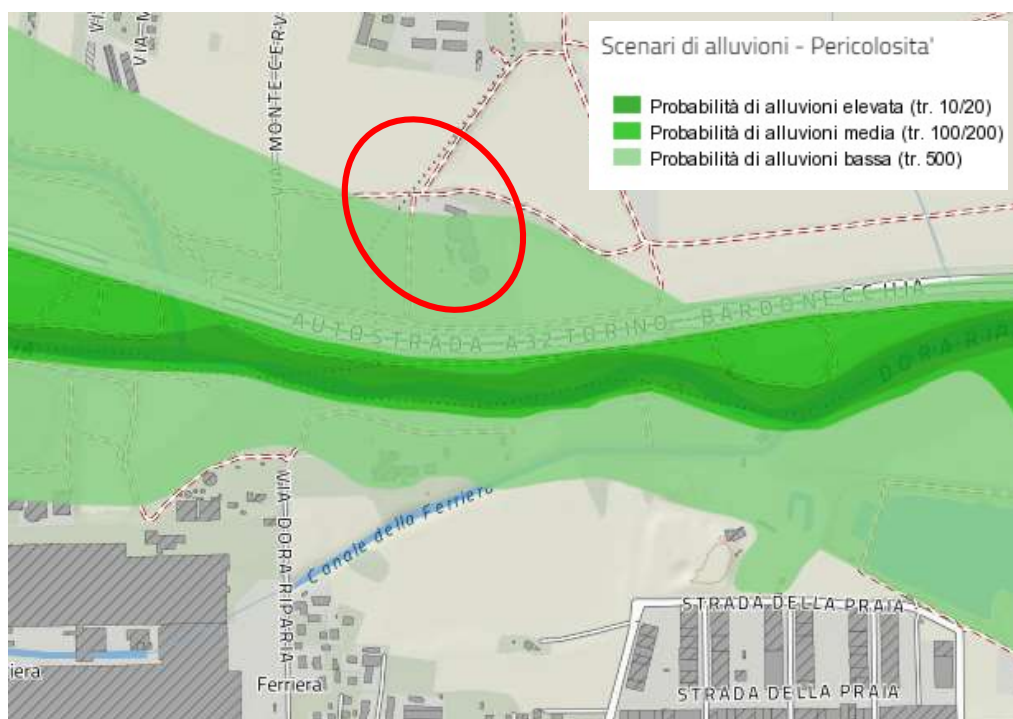 Scenari di alluvioni - Pericolosita'
Probabilità di alluvioni elevata (tr. 10/20)
Probabilità di alluvioni media (tr. 100/200)
Probabilità di alluvioni bassa (tr. 500)
VIA MONTE CERV
AUTOSTRADA A32 TORINO - BARDONECCHIA
DORA RIA
Canale della Ferriera
VIA DORA RIPARIA
STRADA DELLA PRAIA
iera
Ferriera
STRADA DELLA PRAIA